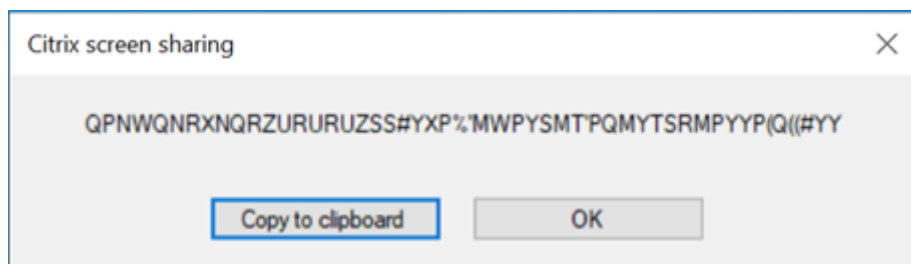 Citrix screen sharing
QPNWQNRXNQRZURURUZSS#YXP%'MWPYSMT'PQMYTSRMPYYP(Q((#YY
Copy to clipboard
OK